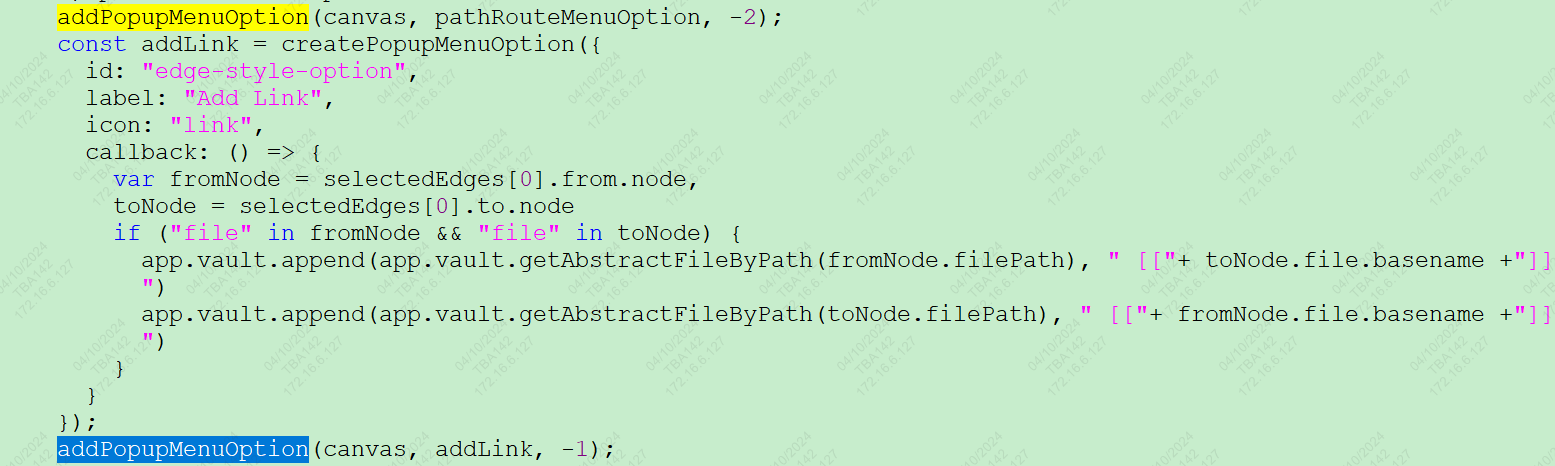 addPopupMenuOption(canvas, pathRouteMenuOption, -2);
const addLink = createPopupMenuOption({
  id: "edge-style-option",
  label: "Add Link",
  icon: "link",
  callback: () => {
    var fromNode = selectedEdges[0].from.node,
    toNode = selectedEdges[0].to.node
    if ("file" in fromNode && "file" in toNode) {
      app.vault.append(app.vault.getAbstractFileByPath(fromNode.filePath), " [["+ toNode.file.basename +"]]
      ")
      app.vault.append(app.vault.getAbstractFileByPath(toNode.filePath), " [["+ fromNode.file.basename +"]]
      ")
    }
  }
});
addPopupMenuOption(canvas, addLink, -1);
04/10/2024
TBA142
172.16.6.127